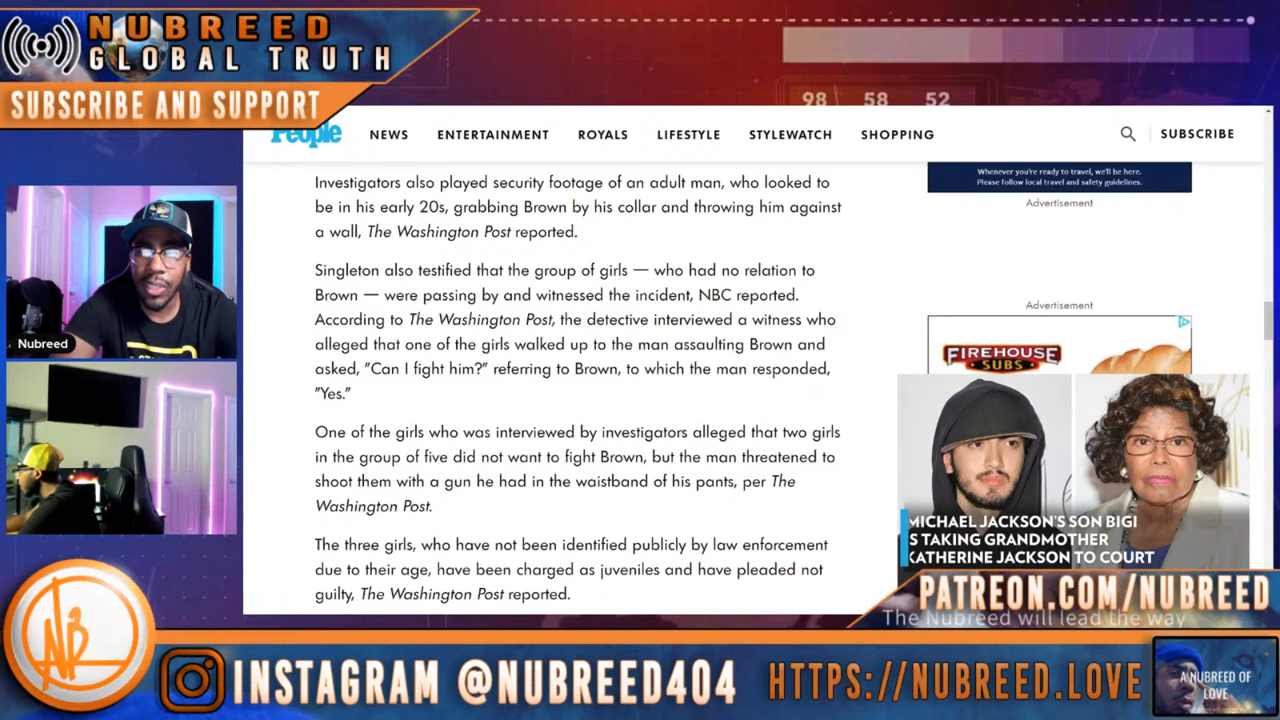 NUBREED
GLOBAL TRUTH
SUBSCRIBE AND SUPPORT
98 58 52
People
NEWS ENTERTAINMENT ROYALS LIFESTYLE STYLEWATCH SHOPPING SUBSCRIBE
Investigators also played security footage of an adult man, who looked to
be in his early 20s, grabbing Brown by his collar and throwing him against
a wall, The Washington Post reported.
Singleton also testified that the group of girls — who had no relation to
Brown — were passing by and witnessed the incident, NBC reported.
According to The Washington Post, the detective interviewed a witness who
alleged that one of the girls walked up to the man assaulting Brown and
asked, "Can I fight him?" referring to Brown, to which the man responded,
"Yes."
One of the girls who was interviewed by investigators alleged that two girls
in the group of five did not want to fight Brown, but the man threatened to
shoot them with a gun he had in the waistband of his pants, per The
Washington Post.
The three girls, who have not been identified publicly by law enforcement
due to their age, have been charged as juveniles and have pleaded not
guilty, The Washington Post reported.
Whenever you're ready to travel, we'll be here.
Please follow local travel and safety guidelines.
Advertisement
Advertisement
FIREHOUSE
SUBS
MICHAEL JACKSON'S SON BIGI
S TAKING GRANDMOTHER
KATHERINE JACKSON TO COURT
Nubreed
PATREON.COM/NUBREED
The Nubreed will lead the way
NB
INSTAGRAM @NUBREED404
HTTPS://NUBREED.LOVE
A NUBREED OF
LOVE